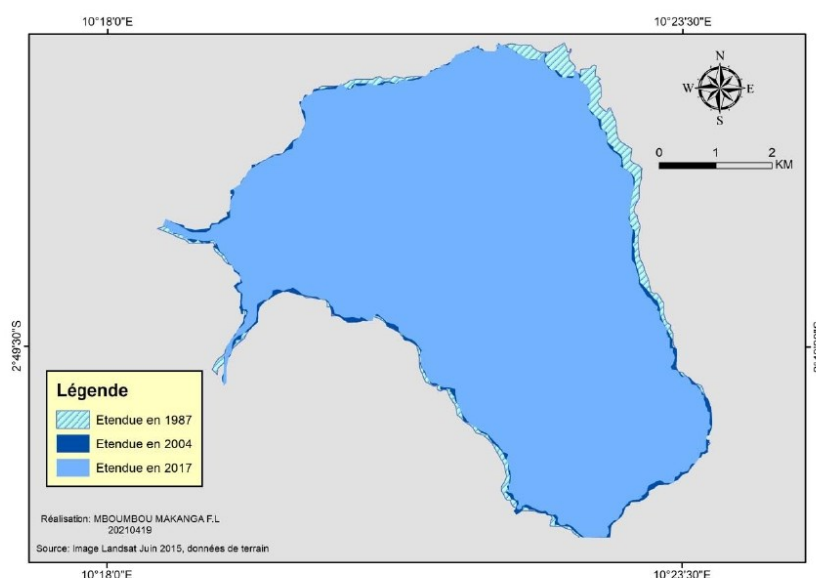 10°18'0"E 10°23'30"E
N
W E
S
0 1 2
KM
2°49'30"S
Légende
Etendue en 1987
Etendue en 2004
Etendue en 2017
Réalisation: MBOUMBOU MAKANGA F.L
20210419
Source: Image Landsat Juin 2015, données de terrain
10°18'0"E 10°23'30"E